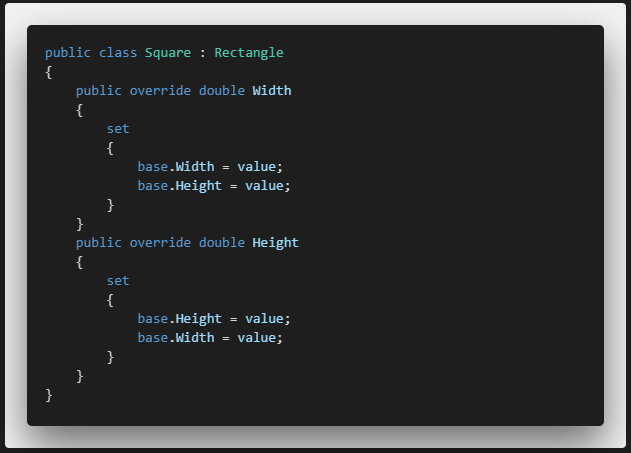 public class Square : Rectangle
{
    public override double Width
    {
        set
        {
            base.Width = value;
            base.Height = value;
        }
    }
    public override double Height
    {
        set
        {
            base.Height = value;
            base.Width = value;
        }
    }
}